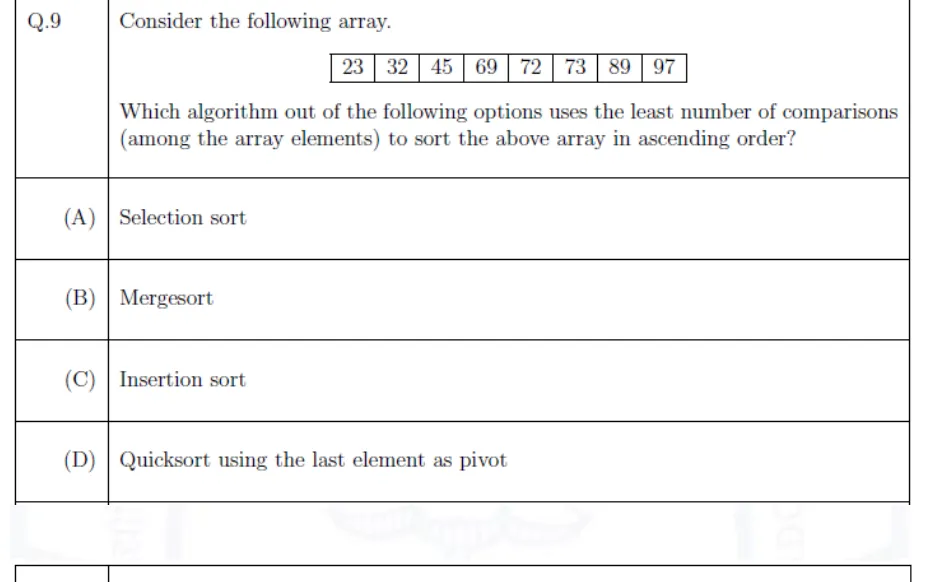 Q.9 Consider the following array.
23 32 45 69 72 73 89 97
Which algorithm out of the following options uses the least number of comparisons
(among the array elements) to sort the above array in ascending order?
(A) Selection sort
(B) Mergesort
(C) Insertion sort
(D) Quicksort using the last element as pivot